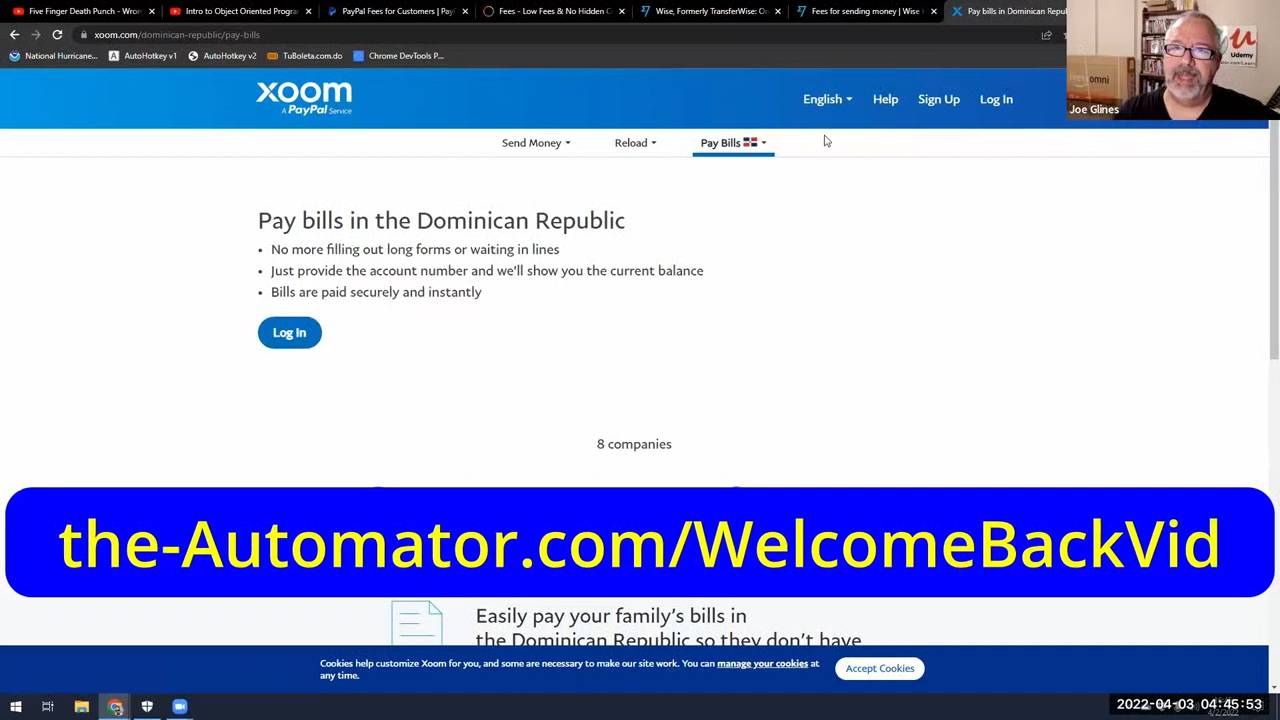 Five Finger Death Punch - Wron
Intro to Object Oriented Progra
PayPal Fees for Customers | Pay
Fees - Low Fees & No Hidden C
Wise, Formerly TransferWise: On
Fees for sending money | Wise H
Pay bills in Dominican Republic
xoom.com/dominican-republic/pay-bills
National Hurricane...
AutoHotkey v1
AutoHotkey v2
TuBoleta.com.do
Chrome DevTools P...
omni
Udemy
Joe Glines
xoom
A PayPal Service
English
Help
Sign Up
Log In
Send Money
Reload
Pay Bills
Pay bills in the Dominican Republic
• No more filling out long forms or waiting in lines
• Just provide the account number and we'll show you the current balance
• Bills are paid securely and instantly
Log In
8 companies
the-Automator.com/WelcomeBackVid
Easily pay your family's bills in
the Dominican Republic so they don't have
Cookies help customize Xoom for you, and some are necessary to make our site work. You can manage your cookies at
any time.
Accept Cookies
2022-04-03 04:45:53